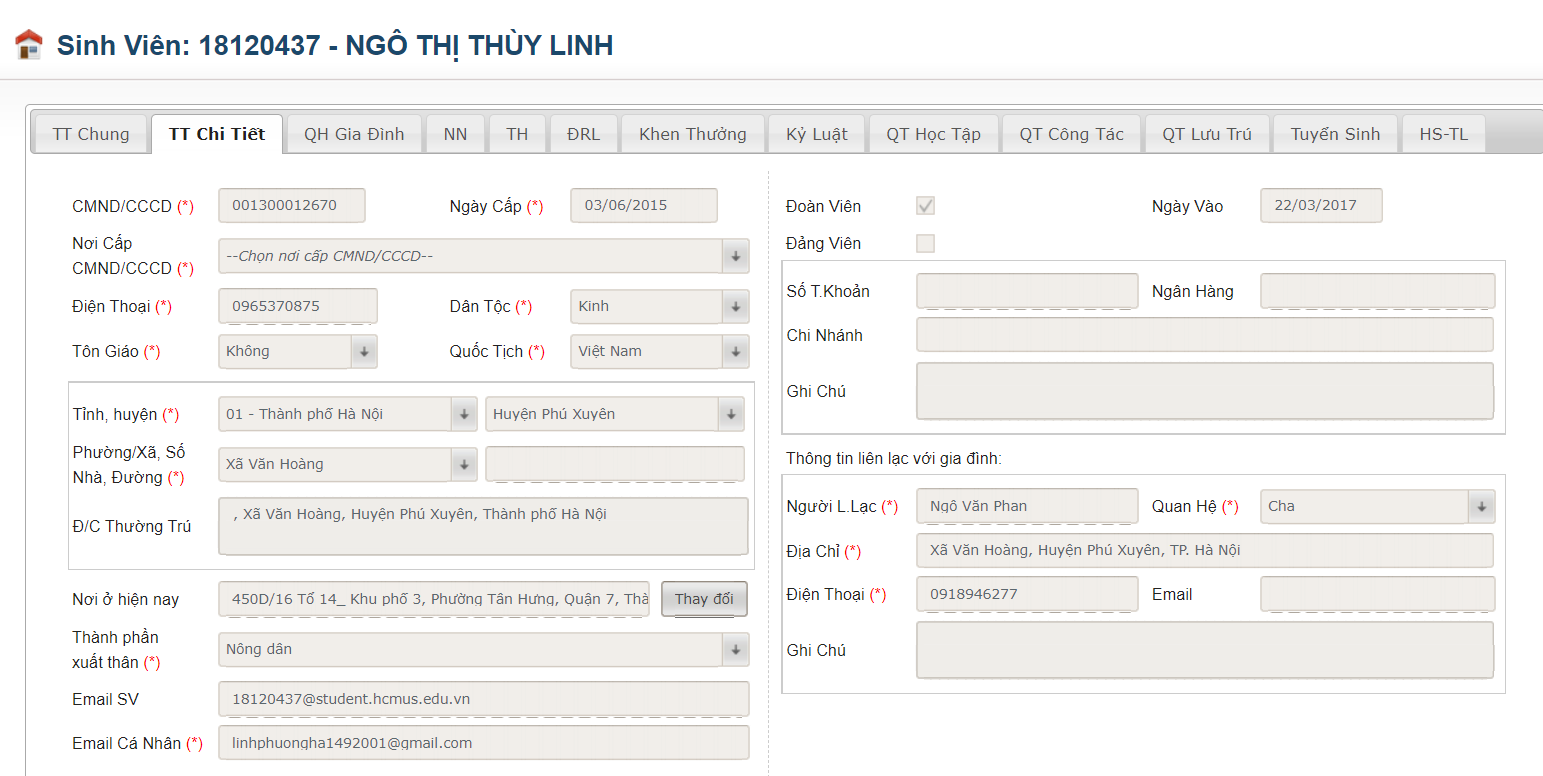 Sinh Viên: 18120437 - NGÔ THỊ THÙY LINH
TT Chung TT Chi Tiết QH Gia Đình NN TH ĐRL Khen Thưởng Kỷ Luật QT Học Tập QT Công Tác QT Lưu Trú Tuyển Sinh HS-TL
CMND/CCCD (*) 001300012670 Ngày Cấp (*) 03/06/2015
Nơi Cấp
CMND/CCCD (*) --Chọn nơi cấp CMND/CCCD--
Điện Thoại (*) 0965370875 Dân Tộc (*) Kinh
Tôn Giáo (*) Không Quốc Tịch (*) Việt Nam
Tỉnh, huyện (*) 01 - Thành phố Hà Nội Huyện Phú Xuyên
Phường/Xã, Số
Nhà, Đường (*) Xã Văn Hoàng
Đ/C Thường Trú , Xã Văn Hoàng, Huyện Phú Xuyên, Thành phố Hà Nội
Nơi ở hiện nay 450D/16 Tổ 14_ Khu phố 3, Phường Tân Hưng, Quận 7, Thà Thay đổi
Thành phần
xuất thân (*) Nông dân
Email SV 18120437@student.hcmus.edu.vn
Email Cá Nhân (*) linhphuongha1492001@gmail.com
Đoàn Viên Ngày Vào 22/03/2017
Đảng Viên
Số T.Khoản Ngân Hàng
Chi Nhánh
Ghi Chú
Thông tin liên lạc với gia đình:
Người L.Lạc (*) Ngô Văn Phan Quan Hệ (*) Cha
Địa Chỉ (*) Xã Văn Hoàng, Huyện Phú Xuyên, TP. Hà Nội
Điện Thoại (*) 0918946277 Email
Ghi Chú